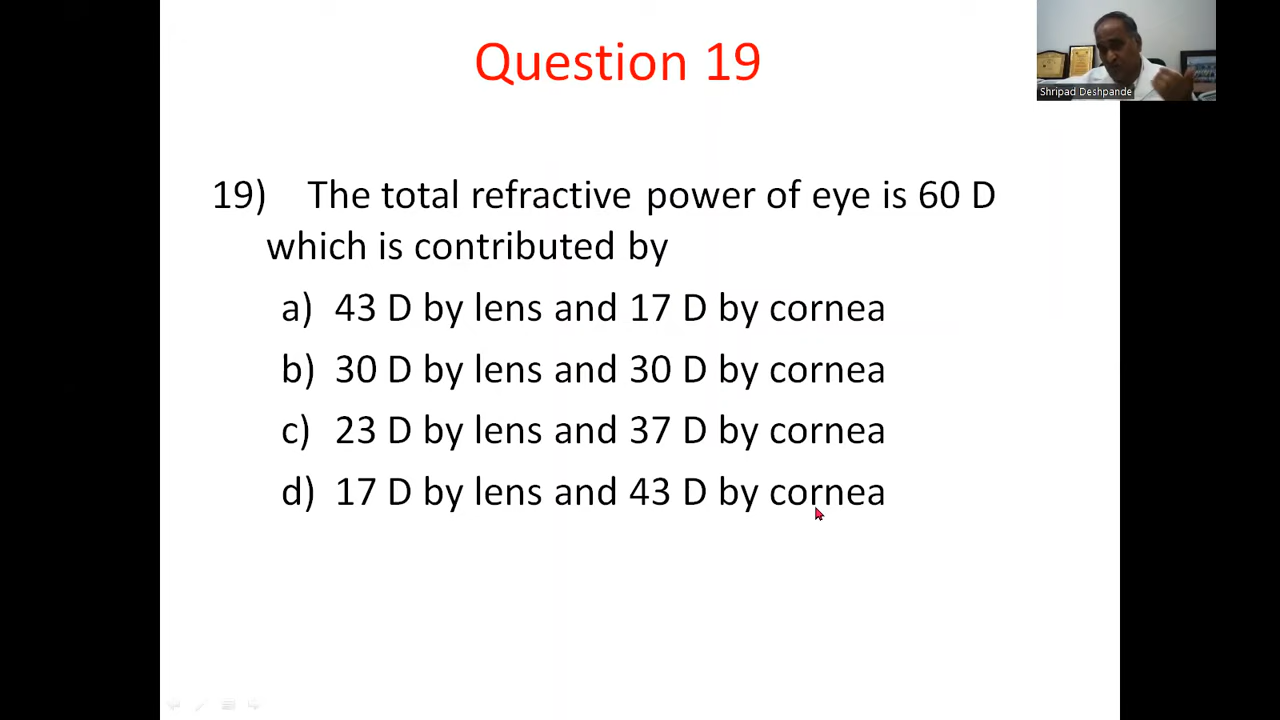 Question 19
Shripad Deshpande
19) The total refractive power of eye is 60 D
which is contributed by
a) 43 D by lens and 17 D by cornea
b) 30 D by lens and 30 D by cornea
c) 23 D by lens and 37 D by cornea
d) 17 D by lens and 43 D by cornea